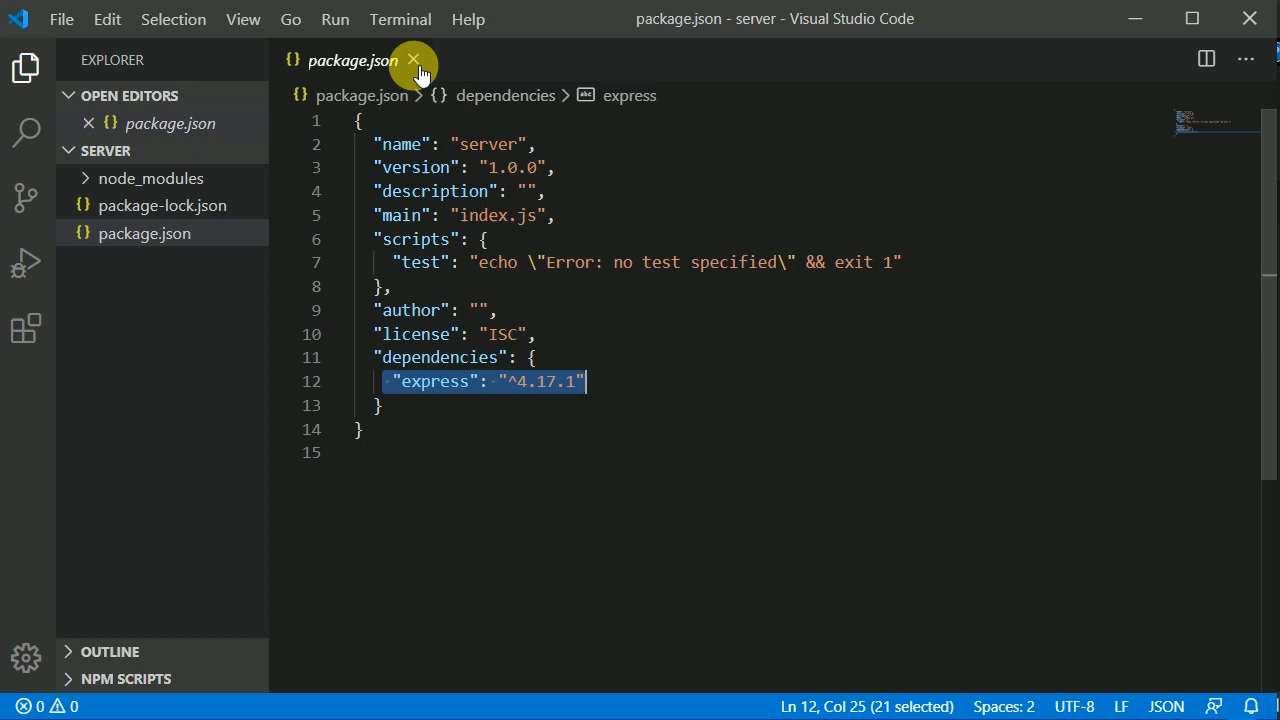 File Edit Selection View Go Run Terminal Help
package.json - server - Visual Studio Code
EXPLORER
OPEN EDITORS
package.json
SERVER
node_modules
package-lock.json
package.json
OUTLINE
NPM SCRIPTS
package.json
package.json > {} dependencies > abc express
1 {
2 "name": "server",
3 "version": "1.0.0",
4 "description": "",
5 "main": "index.js",
6 "scripts": {
7 "test": "echo \"Error: no test specified\" && exit 1"
8 },
9 "author": "",
10 "license": "ISC",
11 "dependencies": {
12 "express": "^4.17.1"
13 }
14 }
15
0 0
Ln 12, Col 25 (21 selected) Spaces: 2 UTF-8 LF JSON